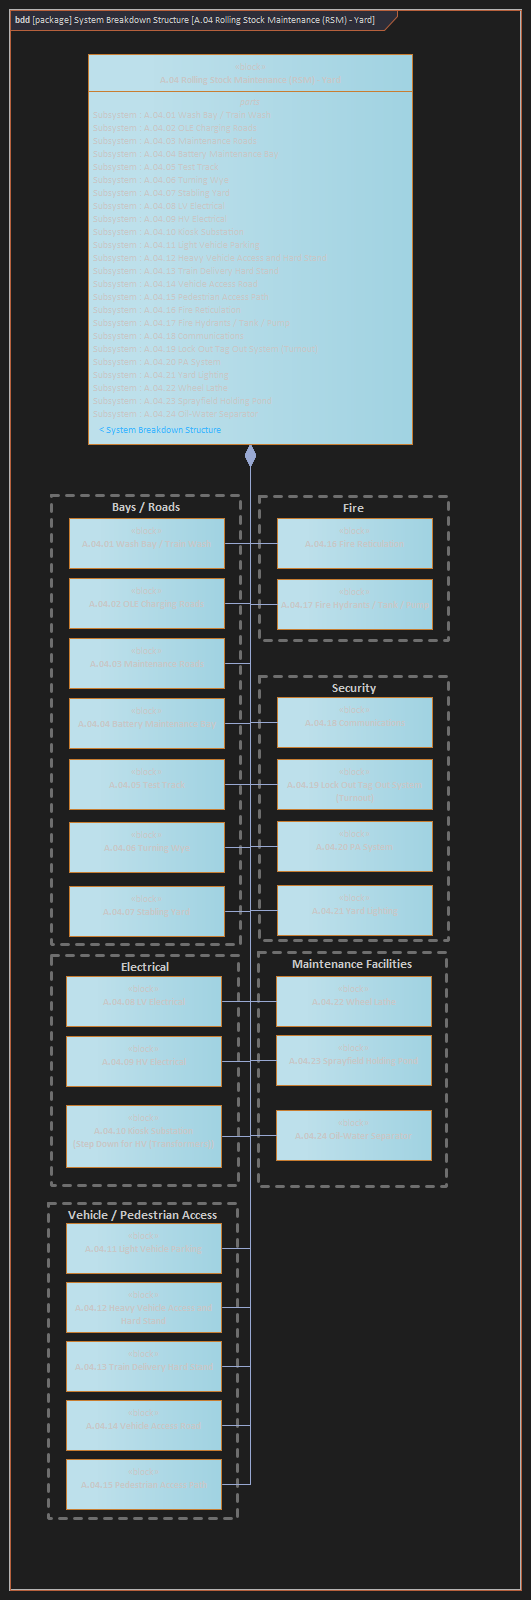 bdd [package] System Breakdown Structure [A.04 Rolling Stock Maintenance (RSM) - Yard]
«block»
A.04 Rolling Stock Maintenance (RSM) - Yard
parts
Subsystem : A.04.01 Wash Bay / Train Wash
Subsystem : A.04.02 OLE Charging Roads
Subsystem : A.04.03 Maintenance Roads
Subsystem : A.04.04 Battery Maintenance Bay
Subsystem : A.04.05 Test Track
Subsystem : A.04.06 Turning Wye
Subsystem : A.04.07 Stabling Yard
Subsystem : A.04.08 LV Electrical
Subsystem : A.04.09 HV Electrical
Subsystem : A.04.10 Kiosk Substation
Subsystem : A.04.11 Light Vehicle Parking
Subsystem : A.04.12 Heavy Vehicle Access and Hard Stand
Subsystem : A.04.13 Train Delivery Hard Stand
Subsystem : A.04.14 Vehicle Access Road
Subsystem : A.04.15 Pedestrian Access Path
Subsystem : A.04.16 Fire Reticulation
Subsystem : A.04.17 Fire Hydrants / Tank / Pump
Subsystem : A.04.18 Communications
Subsystem : A.04.19 Lock Out Tag Out System
Subsystem : A.04.20 PA System
Subsystem : A.04.21 Yard Lighting
Subsystem : A.04.22 Wheel Lathe
Subsystem : A.04.23 Sprayfield Holding Pond
Subsystem : A.04.24 Oil-Water Separator
< System Breakdown Structure
Bays / Roads
«block»
A.04.01 Wash Bay / Train Wash
«block»
A.04.02 OLE Charging Roads
«block»
A.04.03 Maintenance Roads
«block»
A.04.04 Battery Maintenance Bay
«block»
A.04.05 Test Track
«block»
A.04.06 Turning Wye
«block»
A.04.07 Stabling Yard
Fire
«block»
A.04.16 Fire Reticulation
«block»
A.04.17 Fire Hydrants / Tank / Pump
Security
«block»
A.04.18 Communications
«block»
A.04.19 Lock Out Tag Out System
«block»
A.04.20 PA System
«block»
A.04.21 Yard Lighting
Electrical
«block»
A.04.08 LV Electrical
«block»
A.04.09 HV Electrical
«block»
A.04.10 Kiosk Substation
(Step Down for HV
Maintenance Facilities
«block»
A.04.22 Wheel Lathe
«block»
A.04.23 Sprayfield Holding Pond
«block»
A.04.24 Oil-Water Separator
Vehicle / Pedestrian Access
«block»
A.04.11 Light Vehicle Parking
«block»
A.04.12 Heavy Vehicle Access and
Hard Stand
«block»
A.04.13 Train Delivery Hard Stand
«block»
A.04.14 Vehicle Access Road
«block»
A.04.15 Pedestrian Access Path